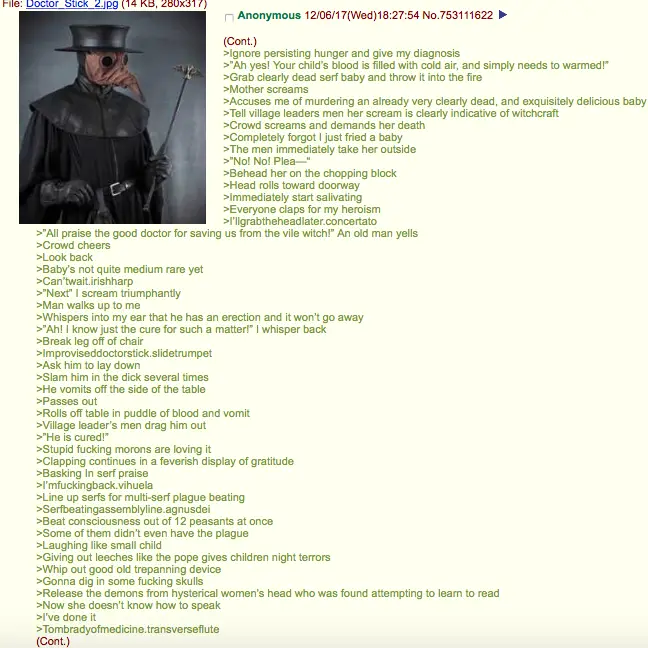 File: Doctor_Stick_2.jpg (14 KB, 280x317)
Anonymous 12/06/17(Wed)18:27:54 No.753111622
(Cont.)
>Ignore persisting hunger and give my diagnosis
>"Ah yes! Your child's blood is filled with cold air, and simply needs to warmed!"
>Grab clearly dead serf baby and throw it into the fire
>Mother screams
>Accuses me of murdering an already very clearly dead, and exquisitely delicious baby
>Tell village leaders men her scream is clearly indicative of witchcraft
>Crowd screams and demands her death
>Completely forgot I just fried a baby
>The men immediately take her outside
>"No! No! Plea—"
>Behead her on the chopping block
>Head rolls toward doorway
>Immediately start salivating
>Everyone claps for my heroism
>I'llgrabtheheadlater.concertato
>"All praise the good doctor for saving us from the vile witch!" An old man yells
>Crowd cheers
>Look back
>Baby's not quite medium rare yet
>Can'twait.irishharp
>"Next" I scream triumphantly
>Man walks up to me
>Whispers into my ear that he has an erection and it won't go away
>"Ah! I know just the cure for such a matter!" I whisper back
>Break leg off of chair
>Improviseddoctorstick.slidetrumpet
>Ask him to lay down
>Slam him in the dick several times
>He vomits off the side of the table
>Passes out
>Rolls off table in puddle of blood and vomit
>Village leader's men drag him out
>"He is cured!"
>Stupid fucking morons are loving it
>Clapping continues in a feverish display of gratitude
>Basking In serf praise
>I'mfuckingback.vihuela
>Line up serfs for multi-serf plague beating
>Serfbeatingassemblyline.agnusdei
>Beat consciousness out of 12 peasants at once
>Some of them didn't even have the plague
>Laughing like small child
>Giving out leeches like the pope gives children night terrors
>Whip out good old trepanning device
>Gonna dig in some fucking skulls
>Release the demons from hysterical women's head who was found attempting to learn to read
>Now she doesn't know how to speak
>I've done it
>Tombradyofmedicine.transverseflute
(Cont.)